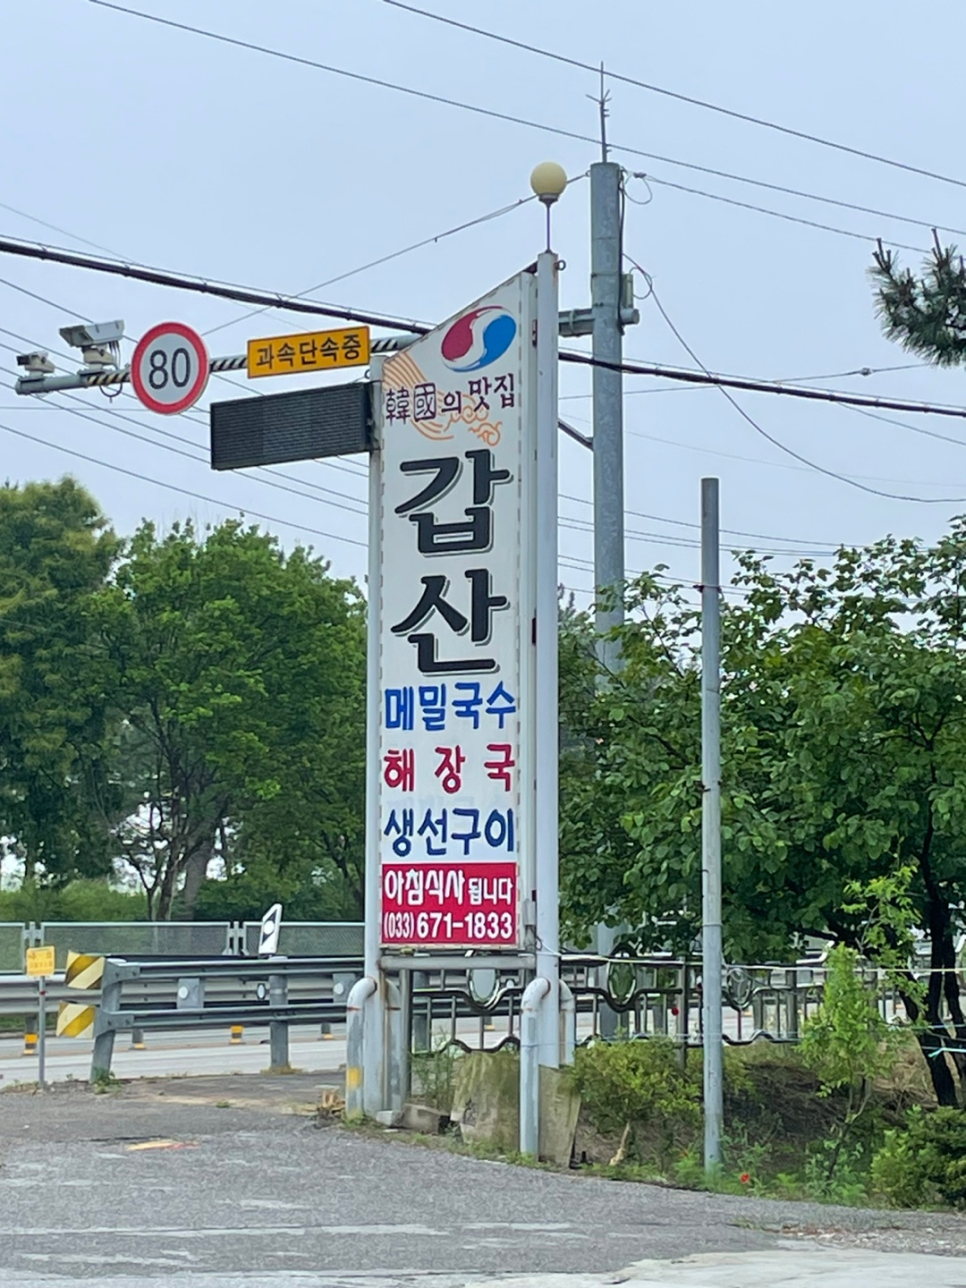 80
과속단속중
韓國의 맛집
갑산
메밀국수
해장국
생선구이
아침식사 됩니다
(033) 671-1833